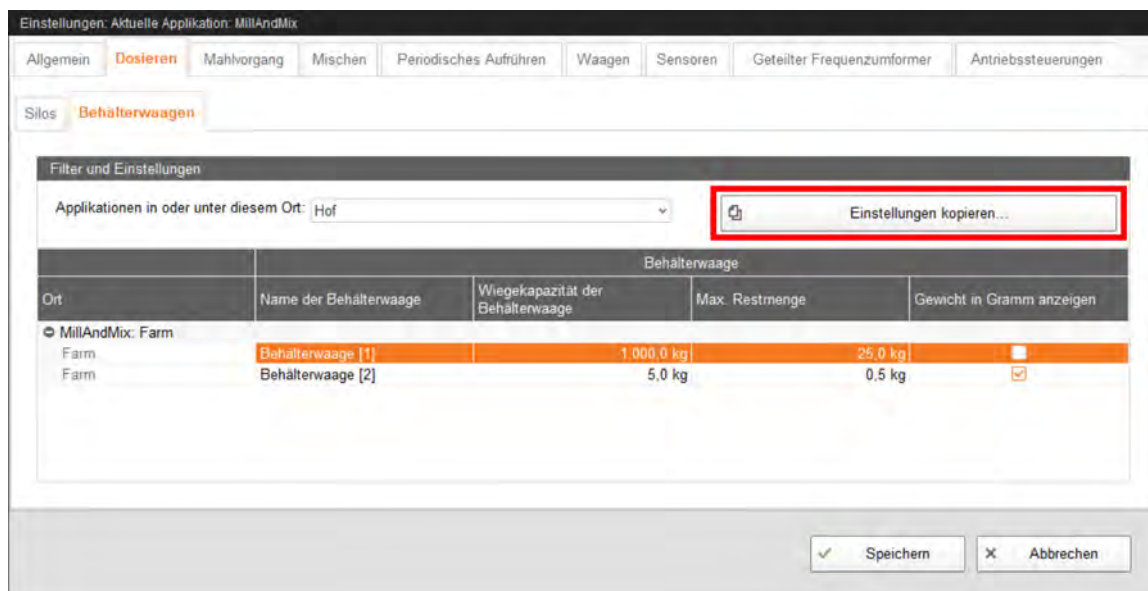 Einstellungen: Aktuelle Applikation: MillAndMix
Allgemein Dosieren Mahlvorgang Mischen Periodisches Aufrühren Waagen Sensoren Geteilter Frequenzumformer Antriebssteuerungen
Silos Behälterwaagen
Filter und Einstellungen
Applikationen in oder unter diesem Ort: Hof Einstellungen kopieren...
Behälterwaage
Ort Name der Behälterwaage Wiegekapazität der Behälterwaage Max. Restmenge Gewicht in Gramm anzeigen
MillAndMix: Farm
Farm Behälterwaage [1] 1.000,0 kg 25,0 kg
Farm Behälterwaage [2] 5,0 kg 0,5 kg
Speichern Abbrechen